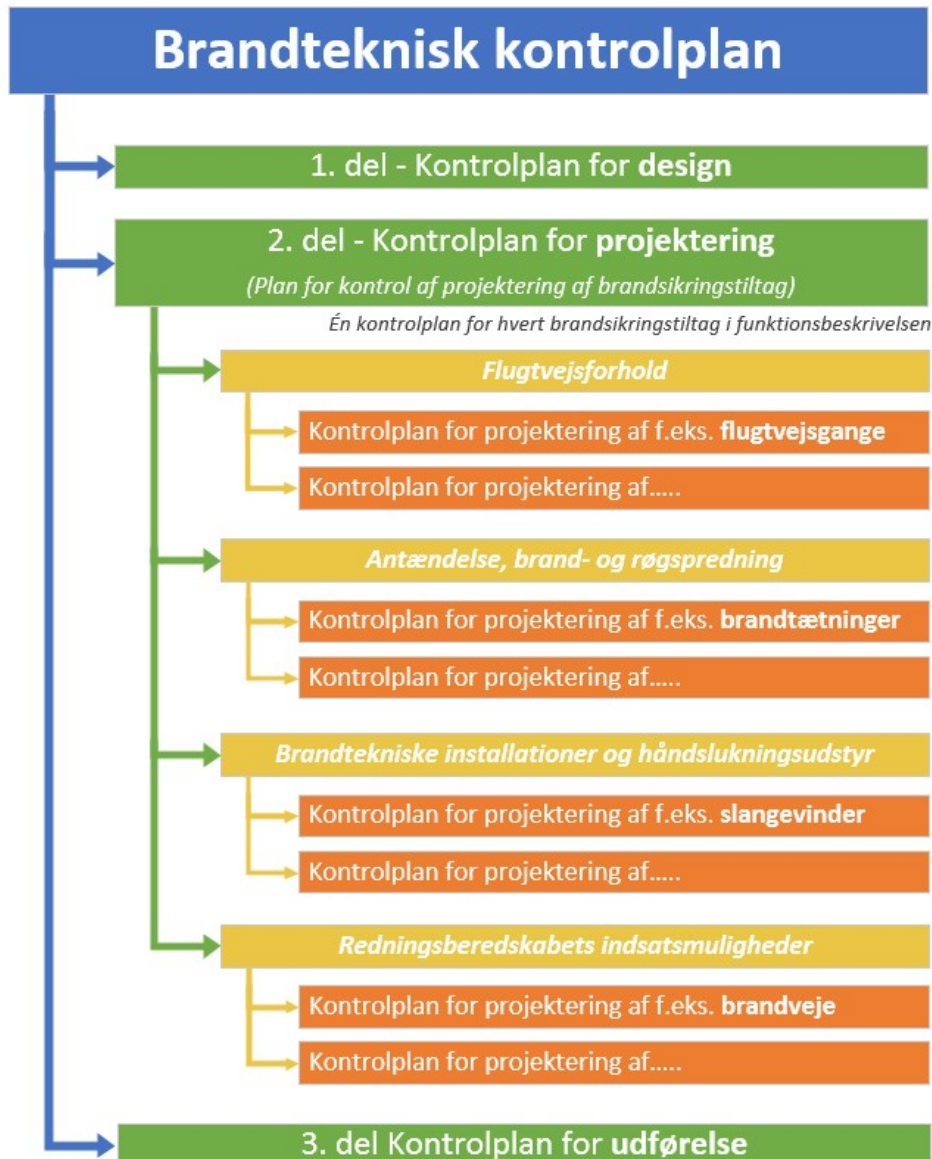 Brandteknisk kontrolplan
1. del - Kontrolplan for design
2. del - Kontrolplan for projektering
(Plan for kontrol af projektering af brandsikringstiltag)
Én kontrolplan for hvert brandsikringstiltag i funktionsbeskrivelsen
Flugtvejsforhold
Kontrolplan for projektering af f.eks. flugtvejsgange
Kontrolplan for projektering af.....
Antændelse, brand- og røgspredning
Kontrolplan for projektering af f.eks. brandtætninger
Kontrolplan for projektering af.....
Brandtekniske installationer og håndslukningsudstyr
Kontrolplan for projektering af f.eks. slangevinder
Kontrolplan for projektering af.....
Redningsberedskabets indsatsmuligheder
Kontrolplan for projektering af f.eks. brandveje
Kontrolplan for projektering af.....
3. del Kontrolplan for udførelse